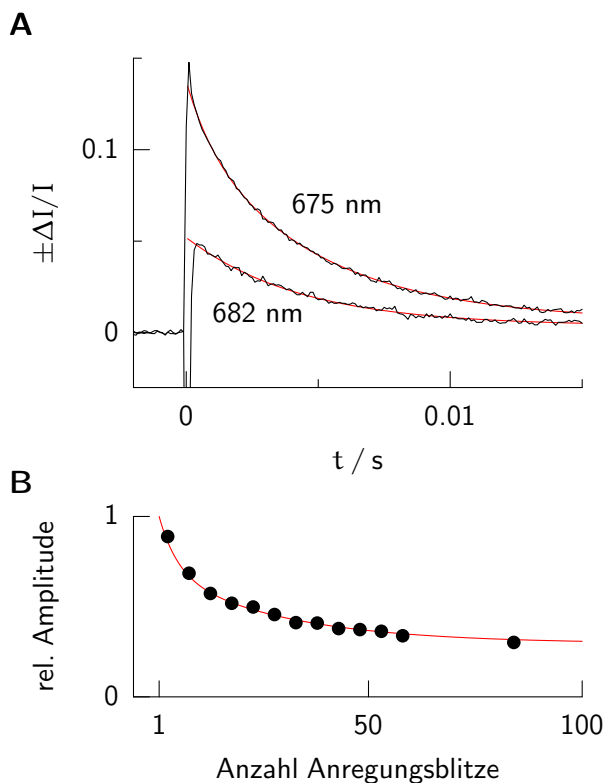 A
0.1
±ΔI/I
675 nm
682 nm
0
0
0.01
t / s
B
1
rel. Amplitude
0
1
50
100
Anzahl Anregungsblitze